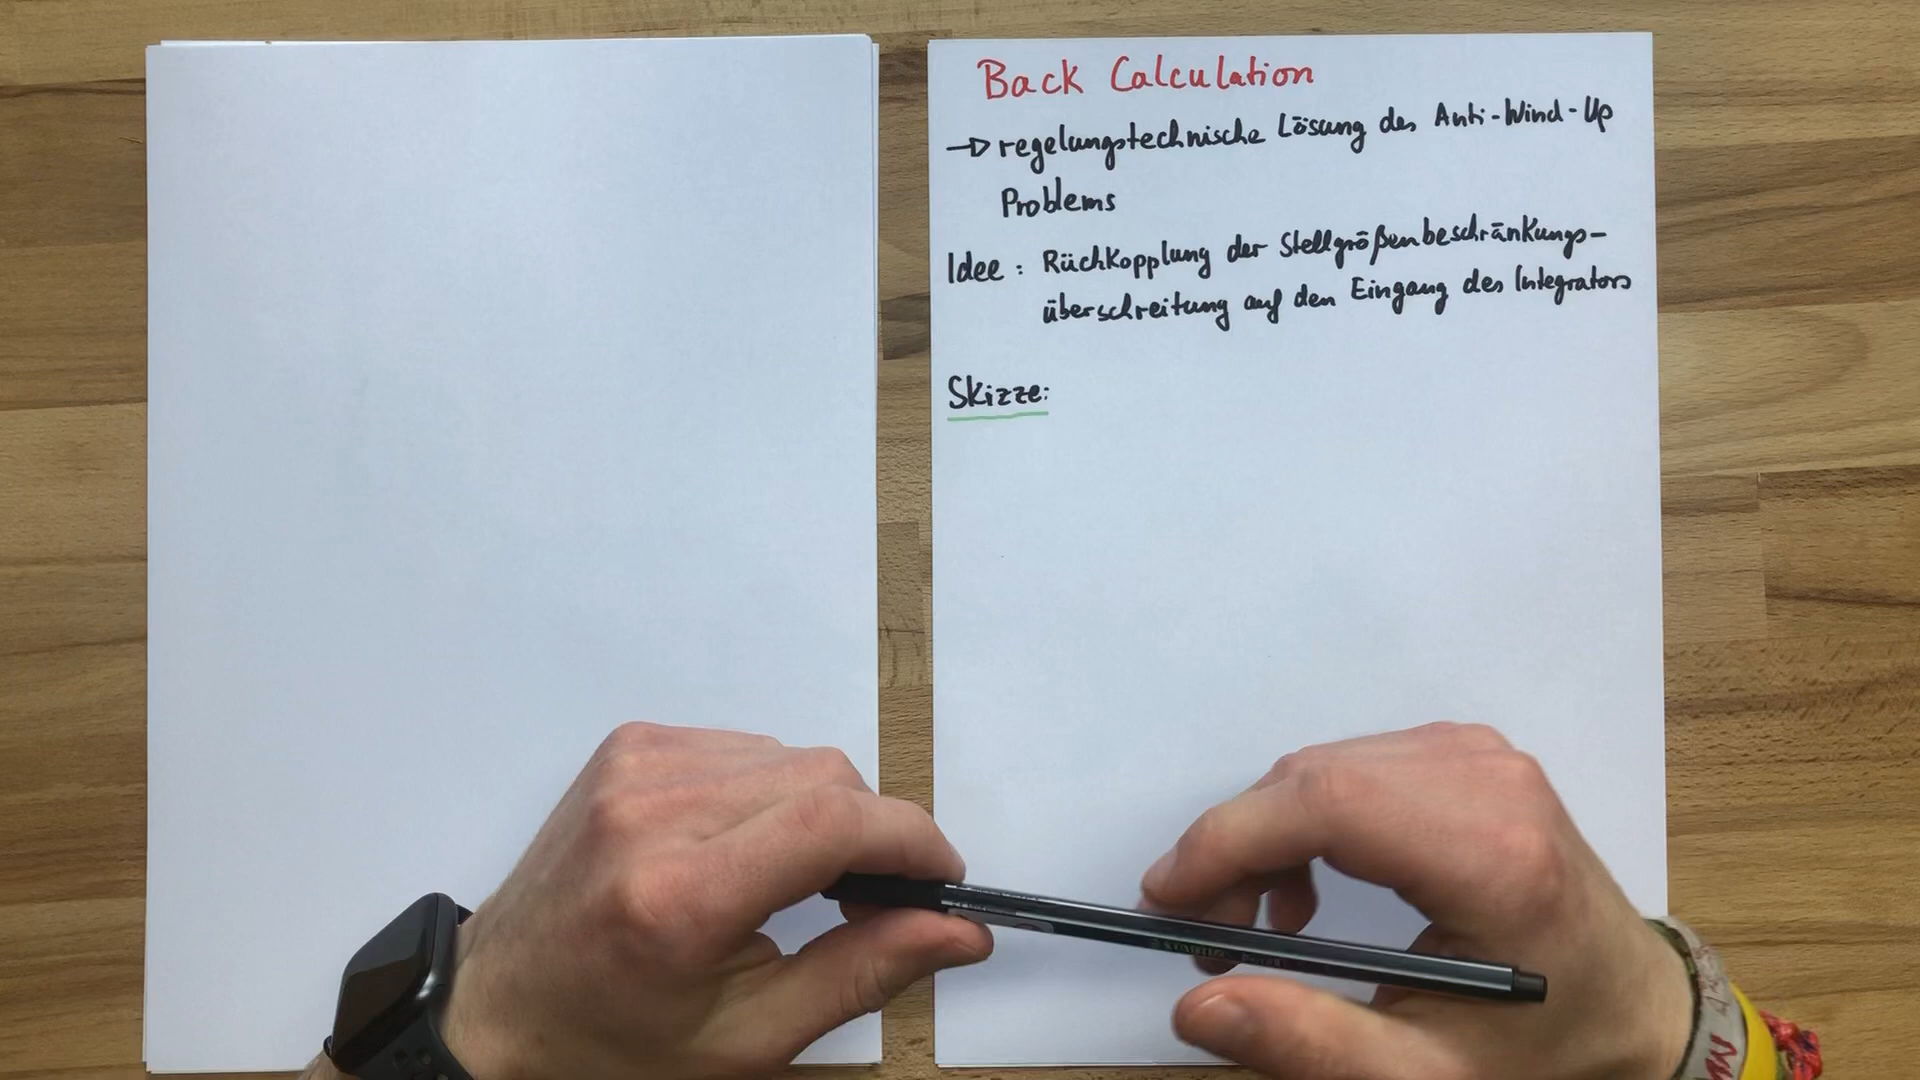 Back Calculation
→ regelungstechnische Lösung des Anti-Wind-Up
Problems
Idee: Rückkopplung der Stellgrößenbeschränkungs-
überschreitung auf den Eingang des Integrators
Skizze: